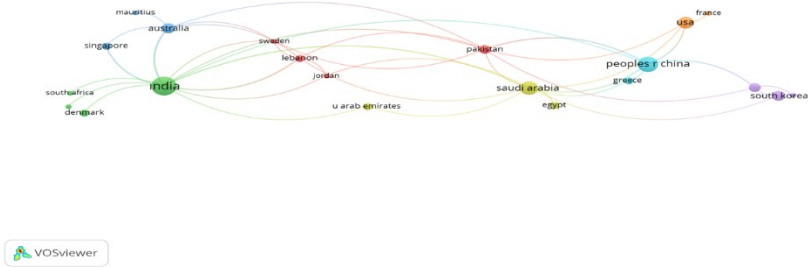 mauritius
france
australia
usa
sweden
singapore
pakistan
lebanon
peoples r china
jordan
greece
india
saudi arabia
south africa
south korea
u arab emirates
egypt
denmark
VOSviewer